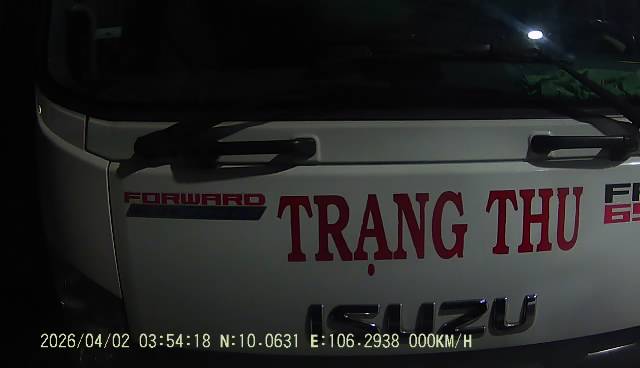 FORWARD
TRẠNG THU
ISUZU
2026/04/02 03:54:18 N:10.0631 E:106.2938 000KM/H